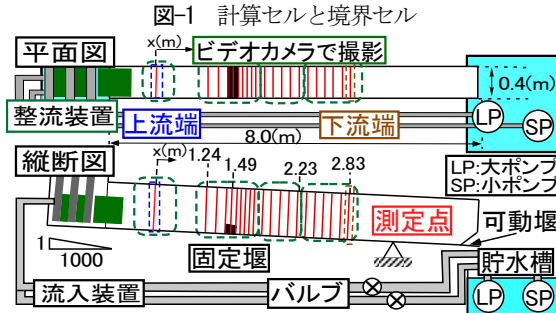 図-1 計算セルと境界セル
平面図
x(m)
ビデオカメラで撮影
0.4(m)
整流装置
上流端
下流端
LP
SP
8.0(m)
縦断図
x(m)
1.24
1.49
2.23
2.83
LP:大ポンプ
SP:小ポンプ
測定点
可動堰
1
1000
固定堰
貯水槽
流入装置
バルブ
LP
SP